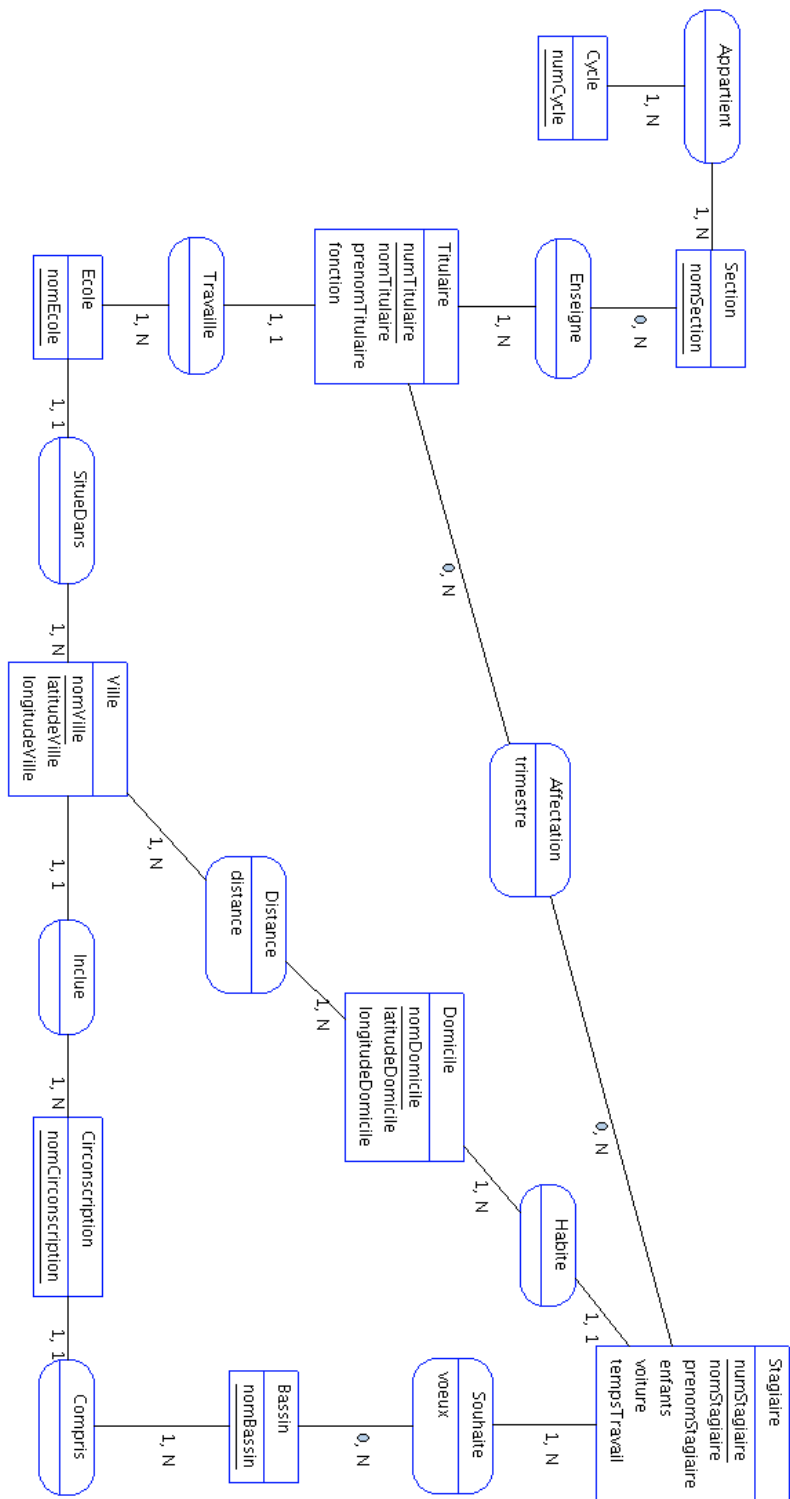 Appartient
1, N
1, N
Cycle
numCycle
Section
nomSection
0, N
Enseigne
1, N
Titulaire
numTitulaire
nomTitulaire
prenomTitulaire
fonction
1, 1
Travaille
1, N
Ecole
nomEcole
1, 1
SitueDans
1, N
Ville
nomVille
latitudeVille
longitudeVille
0, N
Affectation
trimestre
0, N
Stagiaire
numStagiaire
nomStagiaire
prenomStagiaire
enfants
voiture
tempsTravail
1, 1
Habite
1, N
Domicile
nomDomicile
latitudeDomicile
longitudeDomicile
1, N
Distance
distance
1, N
1, 1
Inclue
1, N
Circonscription
nomCirconscription
1, 1
Compris
1, N
Bassin
nomBassin
0, N
Souhaite
voeux
1, N